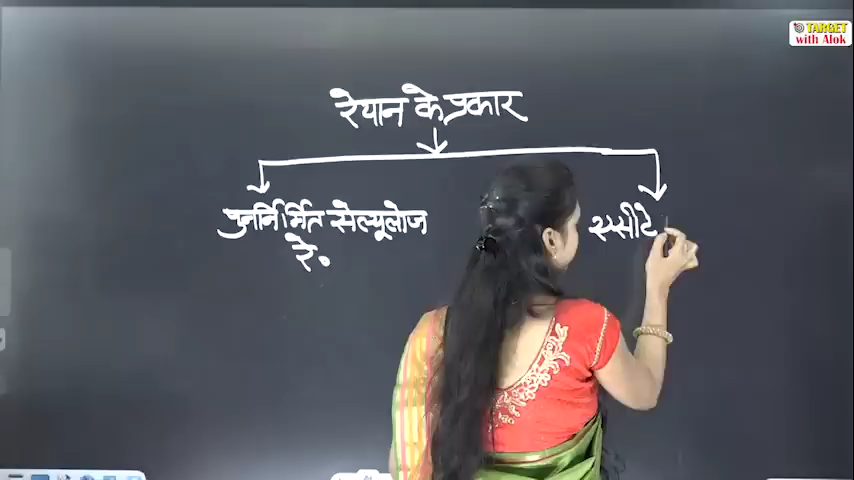 TARGET
with Alok
रेयान के प्रकार
पुनर्निर्मित सेल्यूलोज
रे॰
एसीटे